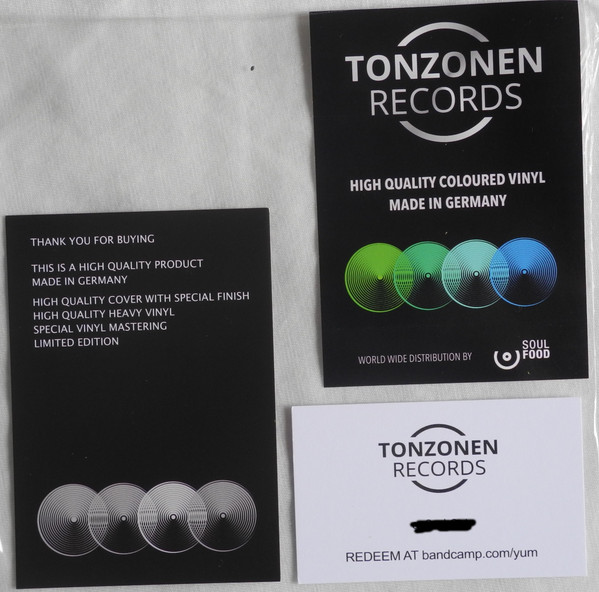 TONZONEN
RECORDS
HIGH QUALITY COLOURED VINYL
MADE IN GERMANY
WORLD WIDE DISTRIBUTION BY
SOUL
FOOD
THANK YOU FOR BUYING
THIS IS A HIGH QUALITY PRODUCT
MADE IN GERMANY
HIGH QUALITY COVER WITH SPECIAL FINISH
HIGH QUALITY HEAVY VINYL
SPECIAL VINYL MASTERING
LIMITED EDITION
TONZONEN
RECORDS
REDEEM AT bandcamp.com/yum